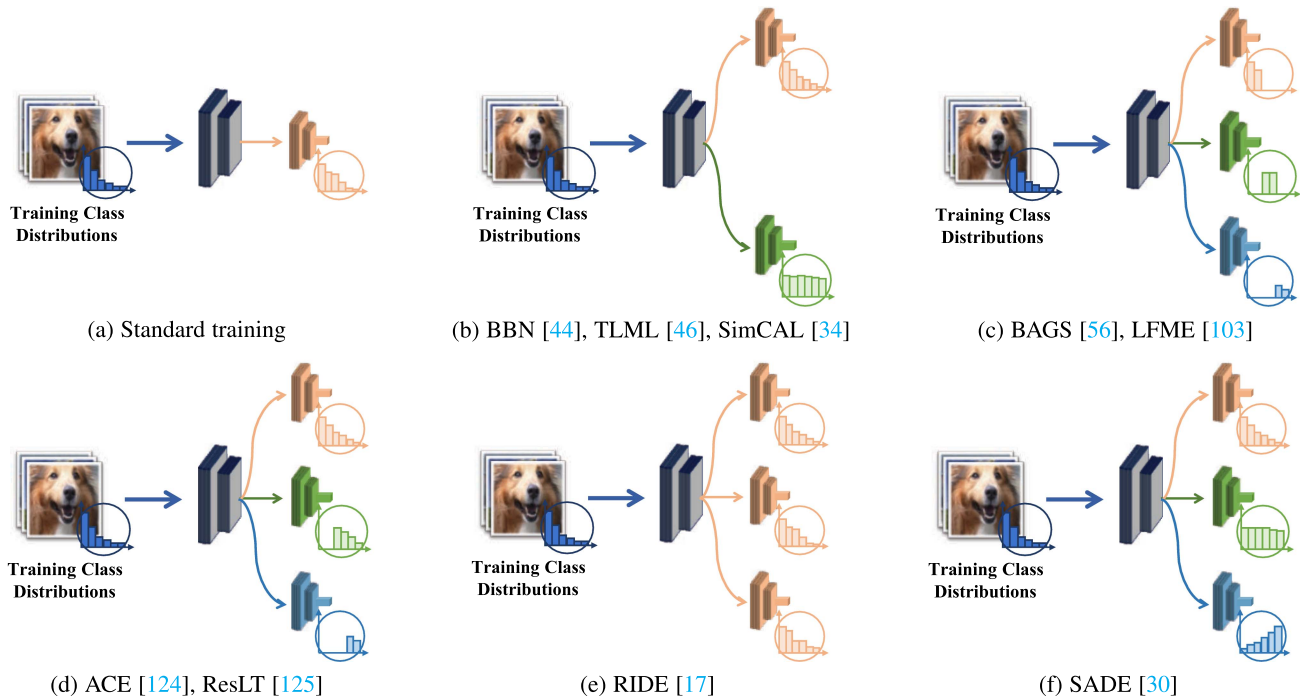 Training Class
Distributions
(a) Standard training
Training Class
Distributions
(b) BBN [44], TLML [46], SimCAL [34]
Training Class
Distributions
(c) BAGS [56], LFME [103]
Training Class
Distributions
(d) ACE [124], ResLT [125]
Training Class
Distributions
(e) RIDE [17]
Training Class
Distributions
(f) SADE [30]